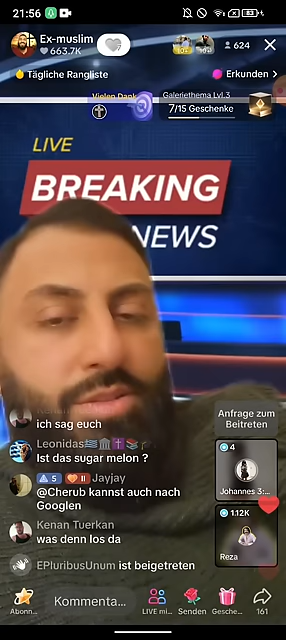 21:56
83
Ex-muslim
663.7K
624
Tägliche Rangliste
Erkunden >
Vielen Dank
Galeriethema Lvl.3
7/15 Geschenke
LIVE
BREAKING
NEWS
ich sag euch
Anfrage zum
Beitreten
Leonidas
Ist das sugar melon ?
5 II Jayjay
@Cherub kannst auch nach
Googlen
4
Johannes 3:...
Kenan Tuerkan
was denn los da
1.12K
Reza
EPluribusUnum ist beigetreten
Abonn...
Kommenta...
LIVE mi...
Senden
Gesche...
161